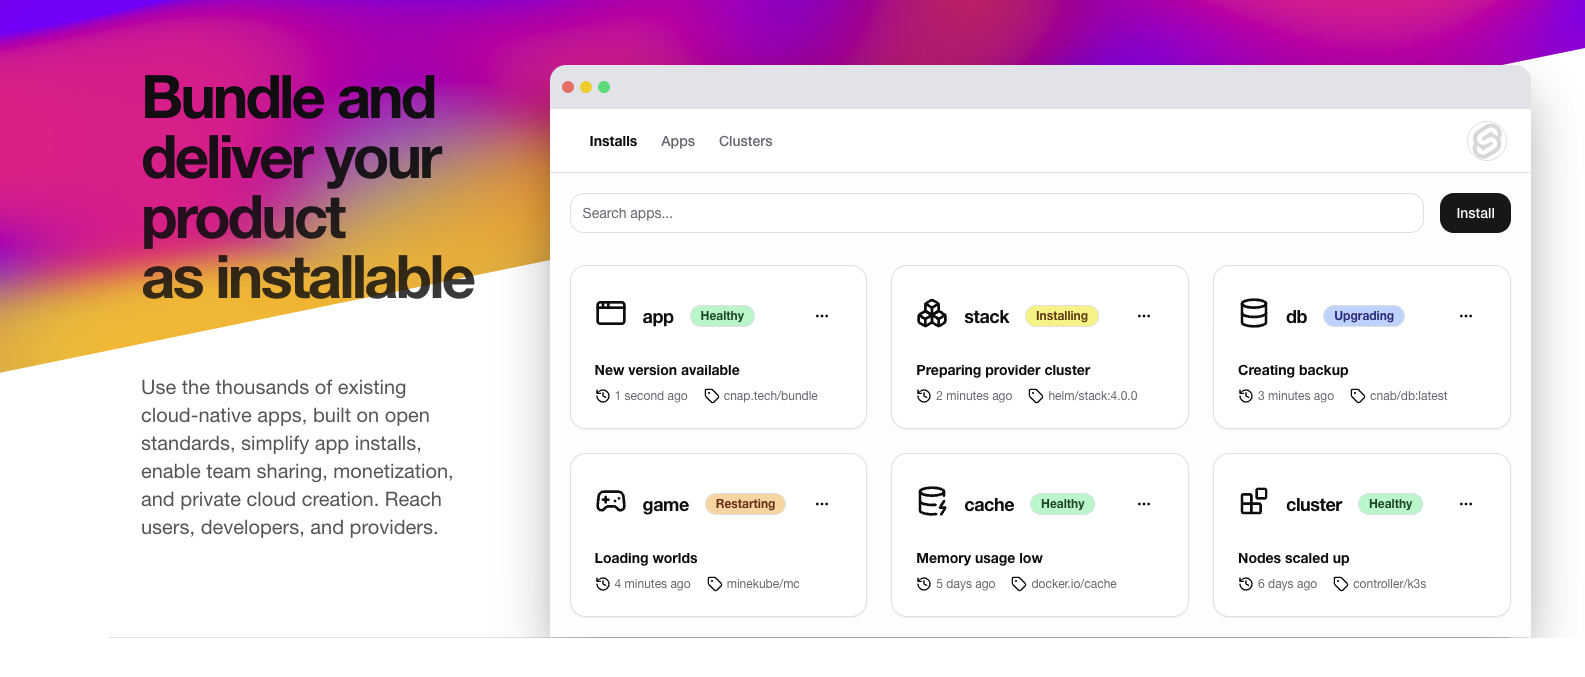 Bundle and
deliver your
product
as installable
Use the thousands of existing
cloud-native apps, built on open
standards, simplify app installs,
enable team sharing, monetization,
and private cloud creation. Reach
users, developers, and providers.
Installs Apps Clusters
Search apps... Install
app Healthy
New version available
1 second ago cnap.tech/bundle
stack Installing
Preparing provider cluster
2 minutes ago helm/stack:4.0.0
db Upgrading
Creating backup
3 minutes ago cnab/db:latest
game Restarting
Loading worlds
4 minutes ago minekube/mc
cache Healthy
Memory usage low
5 days ago docker.io/cache
cluster Healthy
Nodes scaled up
6 days ago controller/k3s